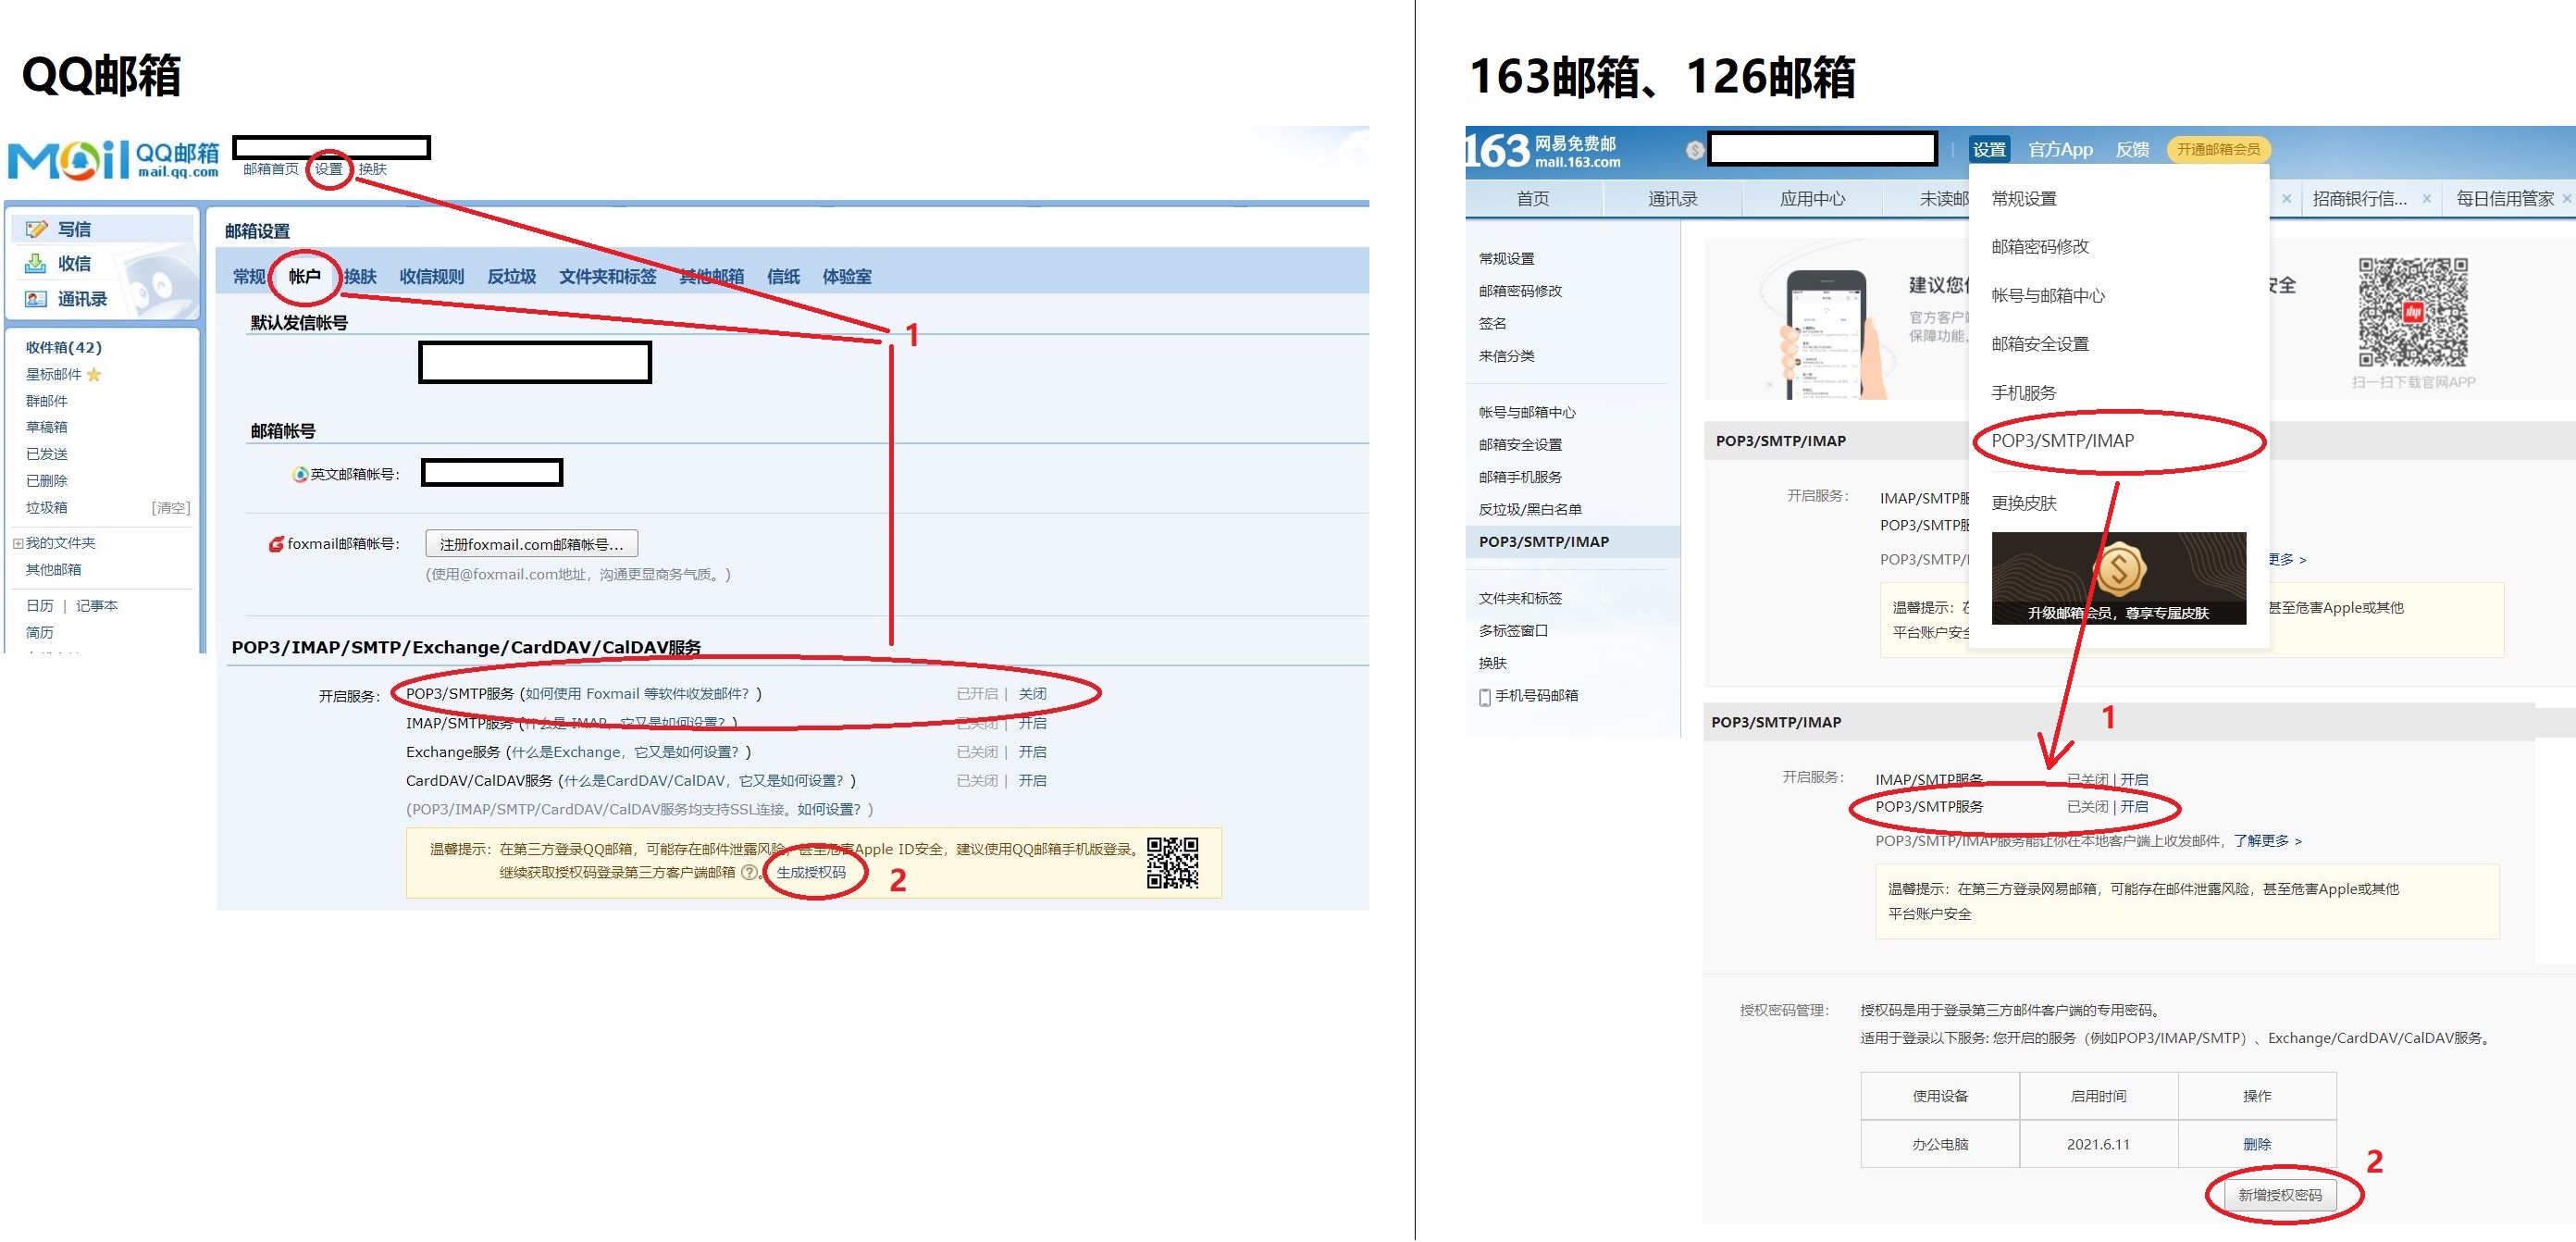 QQ邮箱
MAil QQ邮箱
mail.qq.com
邮箱首页 设置 换肤
写信
收信
通讯录
收件箱(42)
星标邮件
群邮件
草稿箱
已发送
已删除
垃圾箱 [清空]
我的文件夹
其他邮箱
日历 | 记事本
简历
邮箱设置
常规 帐户 换肤 收信规则 反垃圾 文件夹和标签 其他邮箱 信纸 体验室
默认发信帐号
1
邮箱帐号
英文邮箱帐号:
foxmail邮箱帐号: 注册foxmail.com邮箱帐号...
(使用@foxmail.com地址，沟通更显商务气质。)
POP3/IMAP/SMTP/Exchange/CardDAV/CalDAV服务
开启服务: POP3/SMTP服务 (如何使用 Foxmail 等软件收发邮件? ) 已开启 | 关闭
IMAP/SMTP服务 (什么是 IMAP，它又是如何设置? ) 已关闭 | 开启
Exchange服务 (什么是Exchange，它又是如何设置? ) 已关闭 | 开启
CardDAV/CalDAV服务 (什么是CardDAV/CalDAV，它又是如何设置? ) 已关闭 | 开启
(POP3/IMAP/SMTP/CardDAV/CalDAV服务均支持SSL连接。如何设置? )
温馨提示: 在第三方登录QQ邮箱，可能存在邮件泄露风险，甚至危害Apple ID安全，建议使用QQ邮箱手机版登录。
继续获取授权码登录第三方客户端邮箱 ? 。 生成授权码
2
163邮箱、126邮箱
163 网易免费邮
mail.163.com
设置 官方App 反馈 开通邮箱会员
首页 通讯录 应用中心 未读邮 × 招商银行信... × 每日信用管家 ×
常规设置
邮箱密码修改
签名
来信分类
帐号与邮箱中心
邮箱安全设置
邮箱手机服务
反垃圾/黑白名单
POP3/SMTP/IMAP
文件夹和标签
多标签窗口
换肤
手机号码邮箱
常规设置
邮箱密码修改
帐号与邮箱中心
邮箱安全设置
手机服务
POP3/SMTP/IMAP
更换皮肤
升级邮箱会员，尊享专属皮肤
建议您
官方客户
保障功能，
安全
扫一扫下载官网APP
POP3/SMTP/IMAP
开启服务: IMAP/SMTP
POP3/SMTP
POP3/SMTP/I 更多 >
温馨提示: 在 甚至危害Apple或其他
平台账户安全
POP3/SMTP/IMAP
1
开启服务: IMAP/SMTP服务 已关闭 | 开启
POP3/SMTP服务 已关闭 | 开启
POP3/SMTP/IMAP服务能让你在本地客户端上收发邮件，了解更多 >
温馨提示: 在第三方登录网易邮箱，可能存在邮件泄露风险，甚至危害Apple或其他
平台账户安全
授权密码管理: 授权码是用于登录第三方邮件客户端的专用密码。
适用于登录以下服务: 您开启的服务（例如POP3/IMAP/SMTP）、Exchange/CardDAV/CalDAV服务。
使用设备 启用时间 操作
办公电脑 2021.6.11 删除
2
新增授权密码